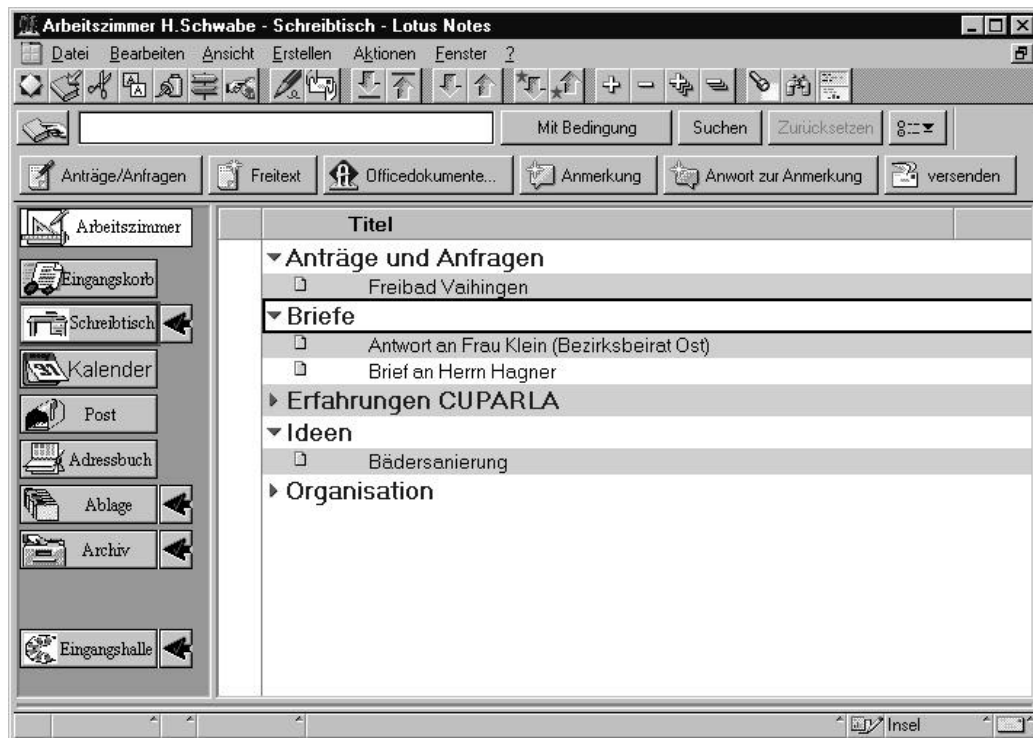 Arbeitszimmer H.Schwabe - Schreibtisch - Lotus Notes
Datei Bearbeiten Ansicht Erstellen Aktionen Fenster ?
Mit Bedingung Suchen Zurücksetzen
Anträge/Anfragen Freitext Officedokumente... Anmerkung Anwort zur Anmerkung versenden
Arbeitszimmer
Titel
Anträge und Anfragen
Eingangskorb
Freibad Vaihingen
Schreibtisch
Briefe
Antwort an Frau Klein (Bezirksbeirat Ost)
Kalender
Brief an Herrn Hagner
Erfahrungen CUPARLA
Post
Ideen
Adressbuch
Bädersanierung
Ablage
Organisation
Archiv
Eingangshalle
Insel